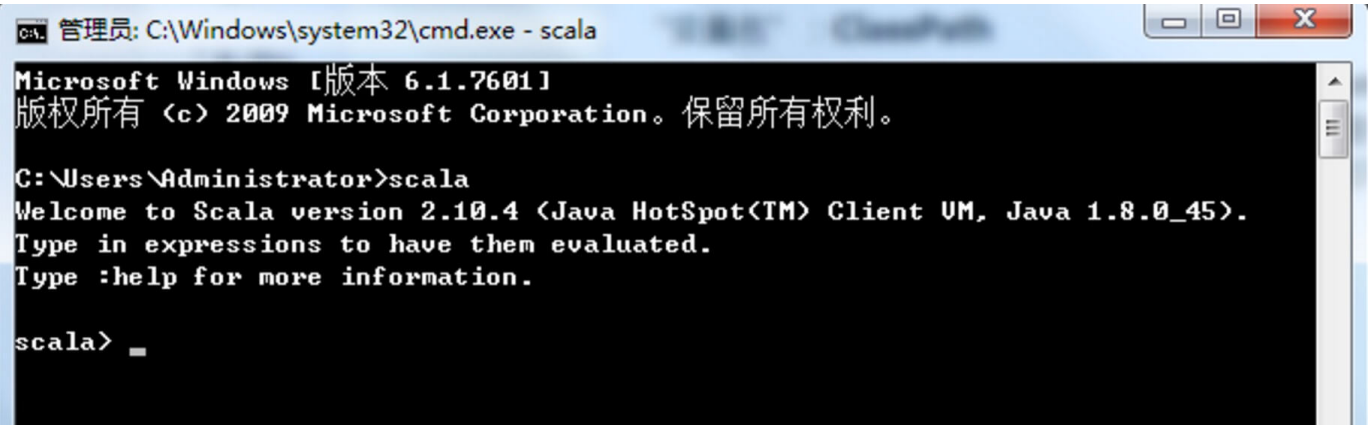 管理员: C:\Windows\system32\cmd.exe - scala
Microsoft Windows [版本 6.1.7601]
版权所有 (c) 2009 Microsoft Corporation。保留所有权利。
C:\Users\Administrator>scala
Welcome to Scala version 2.10.4 (Java HotSpot(TM) Client VM, Java 1.8.0_45).
Type in expressions to have them evaluated.
Type :help for more information.
scala> _